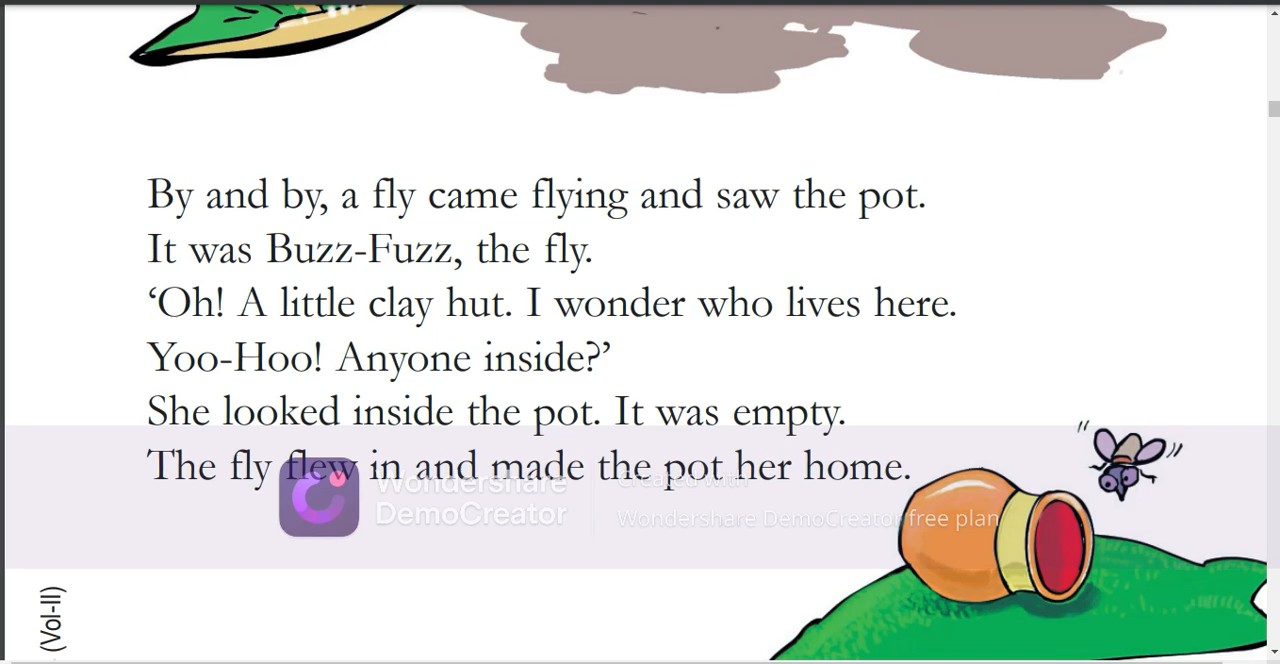 By and by, a fly came flying and saw the pot.
It was Buzz-Fuzz, the fly.
‘Oh! A little clay hut. I wonder who lives here.
Yoo-Hoo! Anyone inside?’
She looked inside the pot. It was empty.
The fly flew in and made the pot her home.
Wondershare
DemoCreator
Created with
Wondershare DemoCreator free plan
(Vol-II)